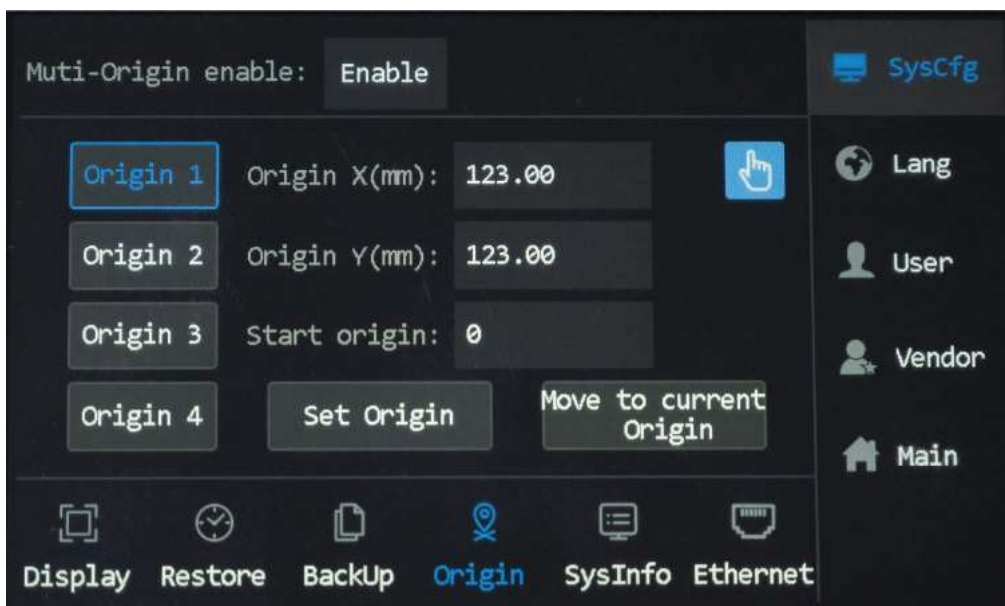 Muti-Origin enable: Enable
SysCfg
Origin 1 Origin X(mm): 123.00
Lang
Origin 2 Origin Y(mm): 123.00
User
Origin 3 Start origin: 0
Vendor
Origin 4 Set Origin Move to current
Origin
Main
Display Restore BackUp Origin SysInfo Ethernet